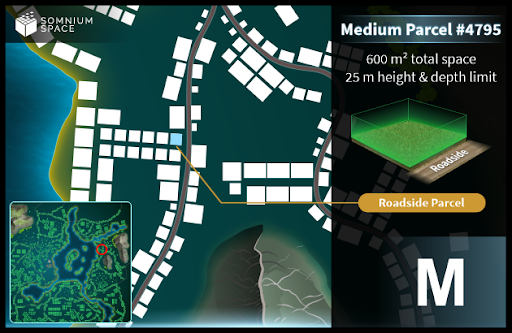 SOMNIUM
SPACE
Medium Parcel #4795
600 m² total space
25 m height & depth limit
Roadside
Roadside Parcel
M